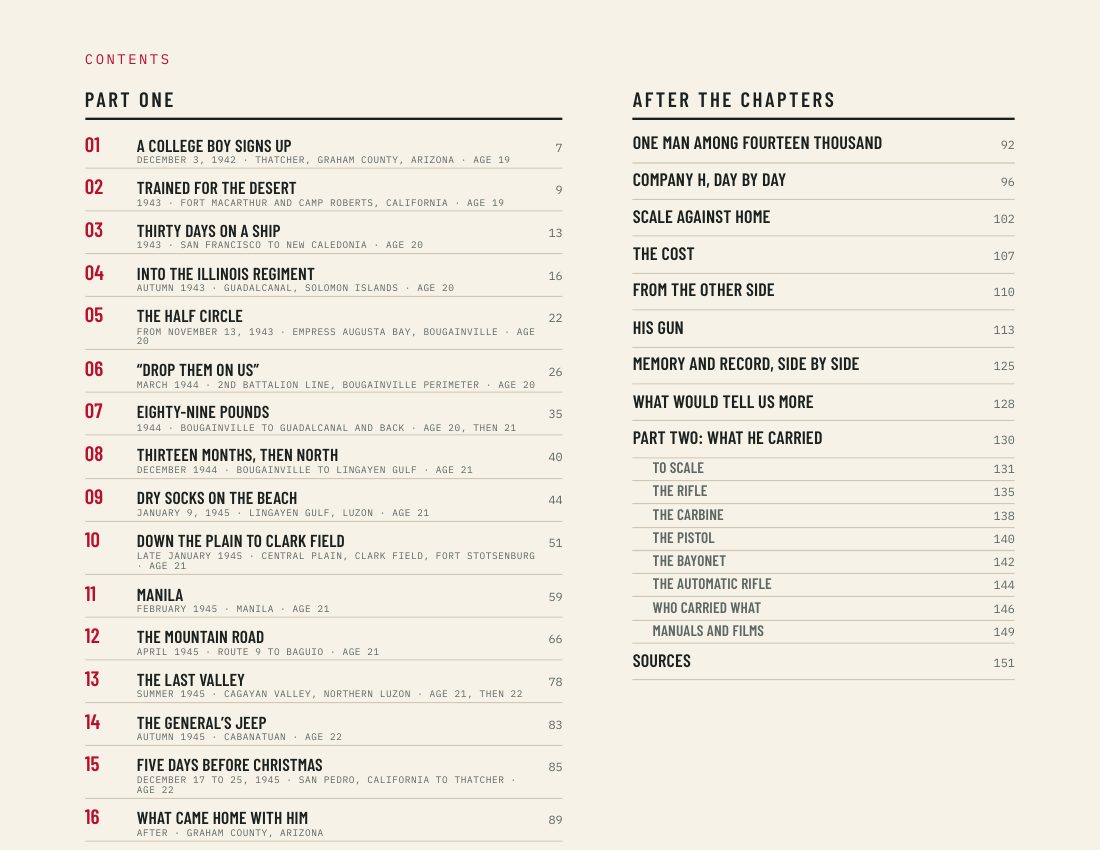 CONTENTS
PART ONE
01 A COLLEGE BOY SIGNS UP 7
DECEMBER 3, 1942 · THATCHER, GRAHAM COUNTY, ARIZONA · AGE 19
02 TRAINED FOR THE DESERT 9
1943 · FORT MACARTHUR AND CAMP ROBERTS, CALIFORNIA · AGE 19
03 THIRTY DAYS ON A SHIP 13
1943 · SAN FRANCISCO TO NEW CALEDONIA · AGE 20
04 INTO THE ILLINOIS REGIMENT 16
AUTUMN 1943 · GUADALCANAL, SOLOMON ISLANDS · AGE 20
05 THE HALF CIRCLE 22
FROM NOVEMBER 13, 1943 · EMPRESS AUGUSTA BAY, BOUGAINVILLE · AGE
20
06 “DROP THEM ON US” 26
MARCH 1944 · 2ND BATTALION LINE, BOUGAINVILLE PERIMETER · AGE 20
07 EIGHTY-NINE POUNDS 35
1944 · BOUGAINVILLE TO GUADALCANAL AND BACK · AGE 20, THEN 21
08 THIRTEEN MONTHS, THEN NORTH 40
DECEMBER 1944 · BOUGAINVILLE TO LINGAYEN GULF · AGE 21
09 DRY SOCKS ON THE BEACH 44
JANUARY 9, 1945 · LINGAYEN GULF, LUZON · AGE 21
10 DOWN THE PLAIN TO CLARK FIELD 51
LATE JANUARY 1945 · CENTRAL PLAIN, CLARK FIELD, FORT STOTSENBURG
· AGE 21
11 MANILA 59
FEBRUARY 1945 · MANILA · AGE 21
12 THE MOUNTAIN ROAD 66
APRIL 1945 · ROUTE 9 TO BAGUIO · AGE 21
13 THE LAST VALLEY 78
SUMMER 1945 · CAGAYAN VALLEY, NORTHERN LUZON · AGE 21, THEN 22
14 THE GENERAL’S JEEP 83
AUTUMN 1945 · CABANATUAN · AGE 22
15 FIVE DAYS BEFORE CHRISTMAS 85
DECEMBER 17 TO 25, 1945 · SAN PEDRO, CALIFORNIA TO THATCHER ·
AGE 22
16 WHAT CAME HOME WITH HIM 89
AFTER · GRAHAM COUNTY, ARIZONA
AFTER THE CHAPTERS
ONE MAN AMONG FOURTEEN THOUSAND 92
COMPANY H, DAY BY DAY 96
SCALE AGAINST HOME 102
THE COST 107
FROM THE OTHER SIDE 110
HIS GUN 113
MEMORY AND RECORD, SIDE BY SIDE 125
WHAT WOULD TELL US MORE 128
PART TWO: WHAT HE CARRIED 130
TO SCALE 131
THE RIFLE 135
THE CARBINE 138
THE PISTOL 140
THE BAYONET 142
THE AUTOMATIC RIFLE 144
WHO CARRIED WHAT 146
MANUALS AND FILMS 149
SOURCES 151